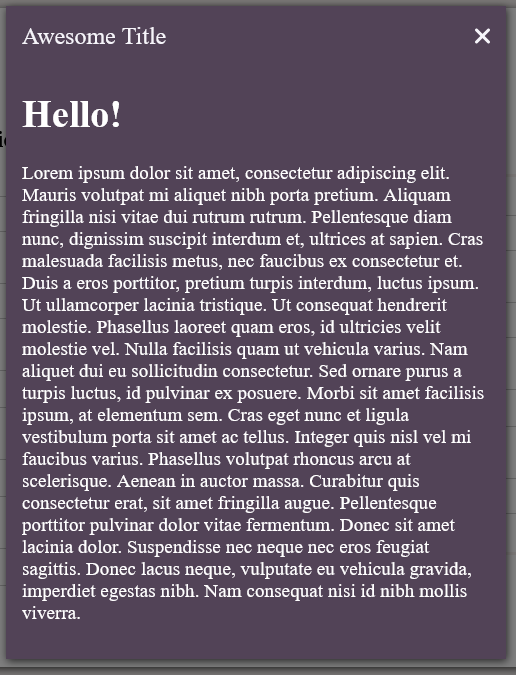 Awesome Title
Hello!
Lorem ipsum dolor sit amet, consectetur adipiscing elit.
Mauris volutpat mi aliquet nibh porta pretium. Aliquam
fringilla nisi vitae dui rutrum rutrum. Pellentesque diam
nunc, dignissim suscipit interdum et, ultrices at sapien. Cras
malesuada facilisis metus, nec faucibus ex consectetur et.
Duis a eros porttitor, pretium turpis interdum, luctus ipsum.
Ut ullamcorper lacinia tristique. Ut consequat hendrerit
molestie. Phasellus laoreet quam eros, id ultricies velit
molestie vel. Nulla facilisis quam ut vehicula varius. Nam
aliquet dui eu sollicitudin consectetur. Sed ornare purus a
turpis luctus, id pulvinar ex posuere. Morbi sit amet facilisis
ipsum, at elementum sem. Cras eget nunc et ligula
vestibulum porta sit amet ac tellus. Integer quis nisl vel mi
faucibus varius. Phasellus volutpat rhoncus arcu at
scelerisque. Aenean in auctor massa. Curabitur quis
consectetur erat, sit amet fringilla augue. Pellentesque
porttitor pulvinar dolor vitae fermentum. Donec sit amet
lacinia dolor. Suspendisse nec neque nec eros feugiat
sagittis. Donec lacus neque, vulputate eu vehicula gravida,
imperdiet egestas nibh. Nam consequat nisi id nibh mollis
viverra.